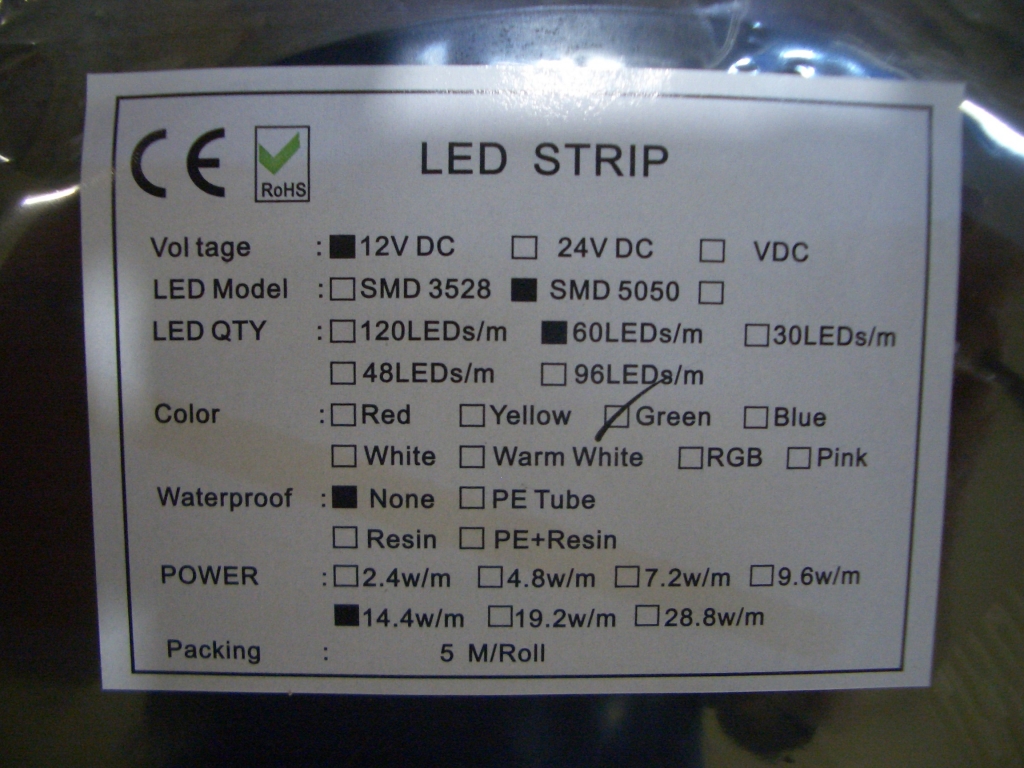 CE RoHS LED STRIP
Vol tage : ■12V DC □ 24V DC □ VDC
LED Model : □SMD 3528 ■ SMD 5050 □
LED QTY : □120LEDs/m ■60LEDs/m □30LEDs/m
□48LEDs/m □96LEDs/m
Color : □Red □Yellow ☑Green □Blue
□White □Warm White □RGB □Pink
Waterproof : ■ None □PE Tube
□Resin □PE+Resin
POWER : □2.4w/m □4.8w/m □7.2w/m □9.6w/m
■14.4w/m □19.2w/m □28.8w/m
Packing : 5 M/Roll